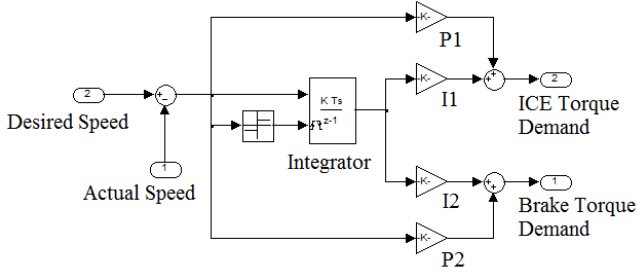 -K-
P1
2
Desired Speed
+
−
1
Actual Speed
K Ts
z-1
Integrator
-K-
I1
+
+
2
ICE Torque
Demand
-K-
I2
+
+
1
Brake Torque
Demand
-K-
P2